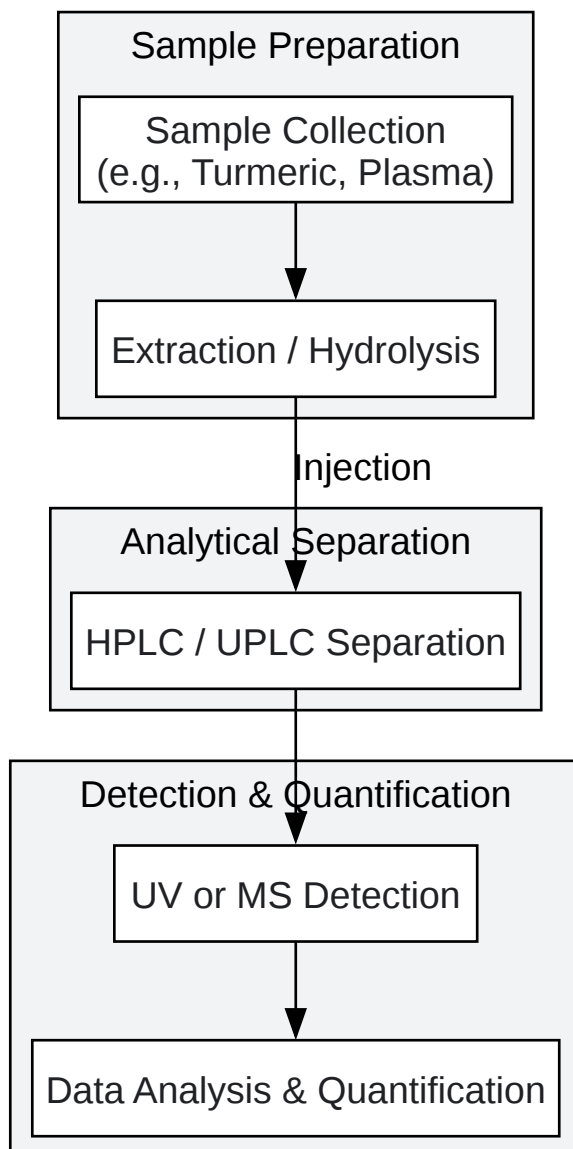 Sample Preparation
Sample Collection
(e.g., Turmeric, Plasma)
Extraction / Hydrolysis
Injection
Analytical Separation
HPLC / UPLC Separation
Detection & Quantification
UV or MS Detection
Data Analysis & Quantification